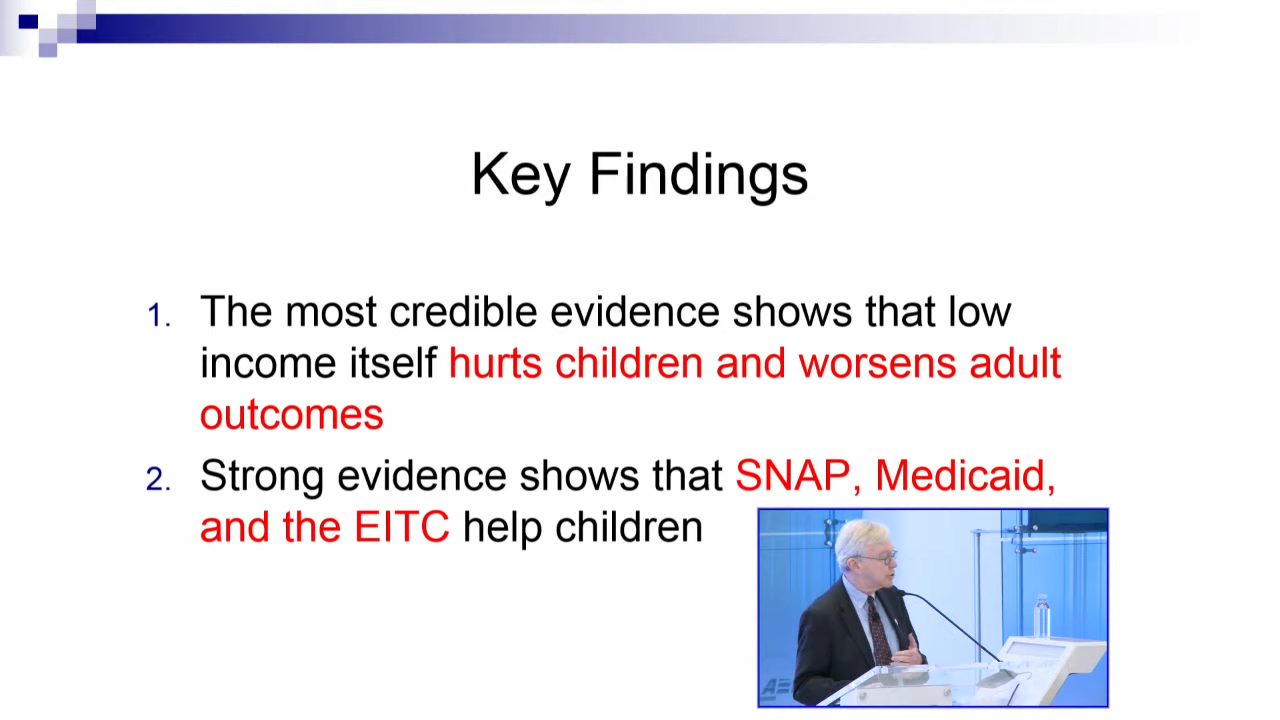 Key Findings
1. The most credible evidence shows that low
income itself hurts children and worsens adult
outcomes
2. Strong evidence shows that SNAP, Medicaid,
and the EITC help children